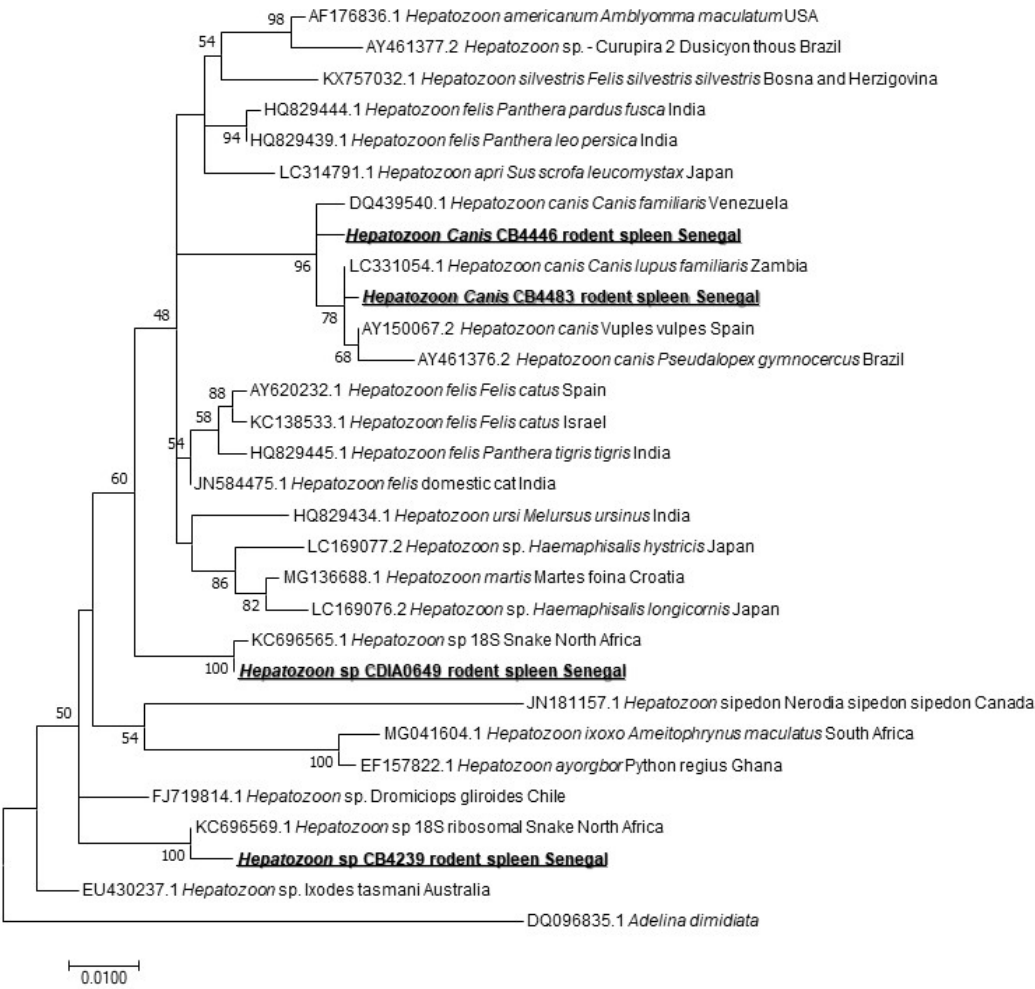 98
AF176836.1 Hepatozoon americanum Amblyomma maculatum USA
54
AY461377.2 Hepatozoon sp. - Curupira 2 Dusicyon thous Brazil
KX757032.1 Hepatozoon silvestris Felis silvestris silvestris Bosna and Herzigovina
HQ829444.1 Hepatozoon felis Panthera pardus fusca India
94
HQ829439.1 Hepatozoon felis Panthera leo persica India
LC314791.1 Hepatozoon apri Sus scrofa leucomystax Japan
DQ439540.1 Hepatozoon canis Canis familiaris Venezuela
Hepatozoon Canis CB4446 rodent spleen Senegal
96
LC331054.1 Hepatozoon canis Canis lupus familiaris Zambia
Hepatozoon Canis CB4483 rodent spleen Senegal
78
48
AY150067.2 Hepatozoon canis Vuples vulpes Spain
68
AY461376.2 Hepatozoon canis Pseudalopex gymnocercus Brazil
88
AY620232.1 Hepatozoon felis Felis catus Spain
58
KC138533.1 Hepatozoon felis Felis catus Israel
54
HQ829445.1 Hepatozoon felis Panthera tigris tigris India
60
JN584475.1 Hepatozoon felis domestic cat India
HQ829434.1 Hepatozoon ursi Melursus ursinus India
LC169077.2 Hepatozoon sp. Haemaphisalis hystricis Japan
86
MG136688.1 Hepatozoon martis Martes foina Croatia
82
LC169076.2 Hepatozoon sp. Haemaphisalis longicornis Japan
KC696565.1 Hepatozoon sp 18S Snake North Africa
100
Hepatozoon sp CDIA0649 rodent spleen Senegal
JN181157.1 Hepatozoon sipedon Nerodia sipedon sipedon Canada
50
54
MG041604.1 Hepatozoon ixoxo Ameitophrynus maculatus South Africa
100
EF157822.1 Hepatozoon ayorgbor Python regius Ghana
FJ719814.1 Hepatozoon sp. Dromiciops gliroides Chile
KC696569.1 Hepatozoon sp 18S ribosomal Snake North Africa
100
Hepatozoon sp CB4239 rodent spleen Senegal
EU430237.1 Hepatozoon sp. Ixodes tasmani Australia
DQ096835.1 Adelina dimidiata
0.0100